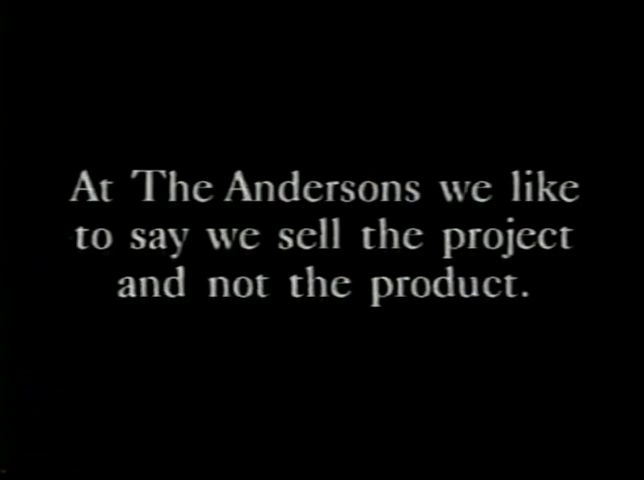 At The Andersons we like
to say we sell the project
and not the product.